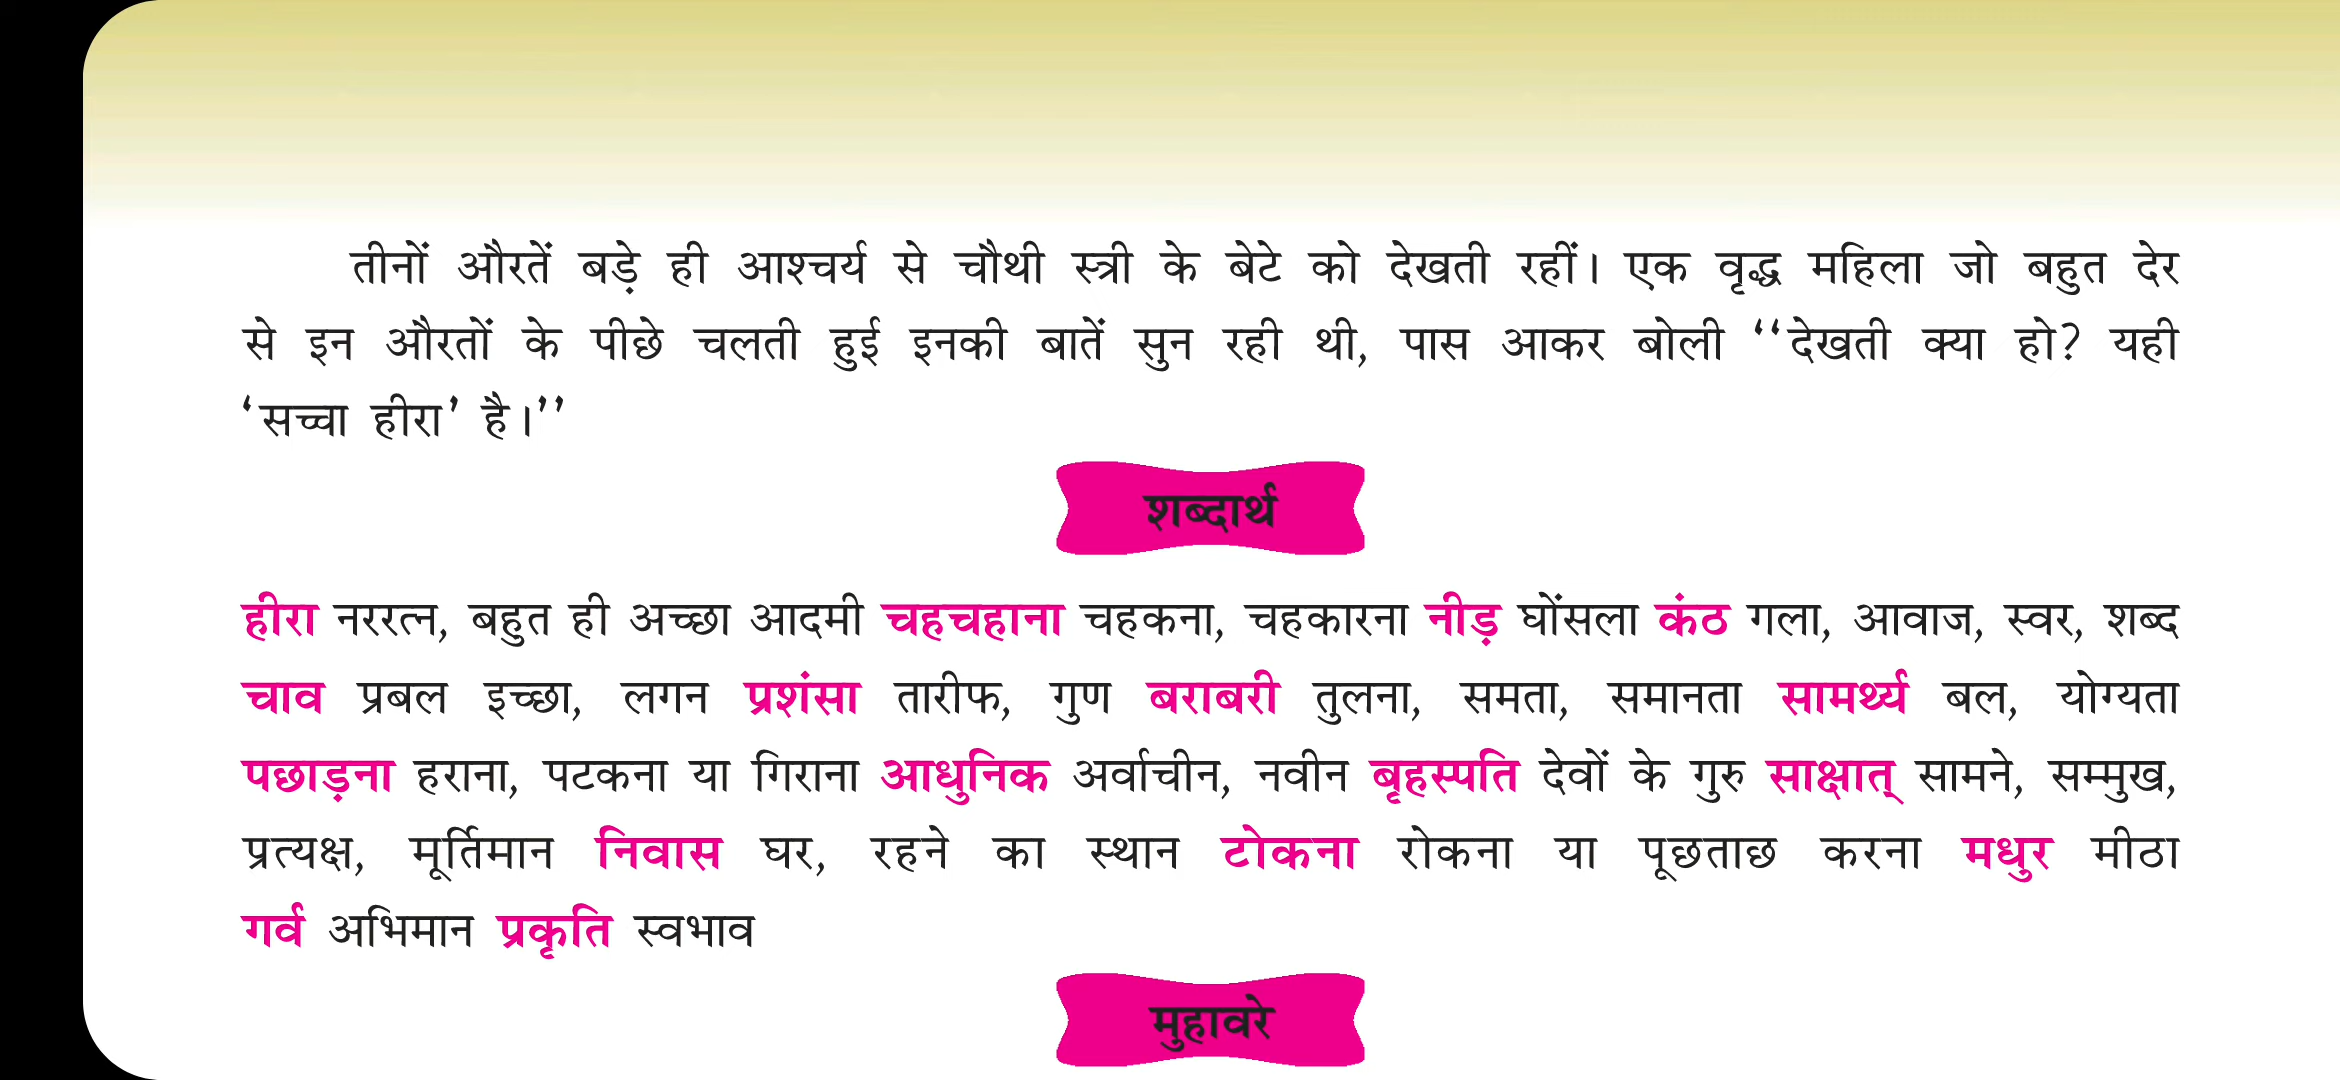 तीनों औरतें बड़े ही आश्चर्य से चौथी स्त्री के बेटे को देखती रहीं। एक वृद्ध महिला जो बहुत देर
से इन औरतों के पीछे चलती हुई इनकी बातें सुन रही थी, पास आकर बोली ‘‘देखती क्या हो? यही
‘सच्चा हीरा’ है।’’
शब्दार्थ
हीरा नररत्न, बहुत ही अच्छा आदमी चहचहाना चहकना, चहकारना नीड़ घोंसला कंठ गला, आवाज, स्वर, शब्द
चाव प्रबल इच्छा, लगन प्रशंसा तारीफ, गुण बराबरी तुलना, समता, समानता सामर्थ्य बल, योग्यता
पछाड़ना हराना, पटकना या गिराना आधुनिक अर्वाचीन, नवीन बृहस्पति देवों के गुरु साक्षात् सामने, सम्मुख,
प्रत्यक्ष, मूर्तिमान निवास घर, रहने का स्थान टोकना रोकना या पूछताछ करना मधुर मीठा
गर्व अभिमान प्रकृति स्वभाव
मुहावरे